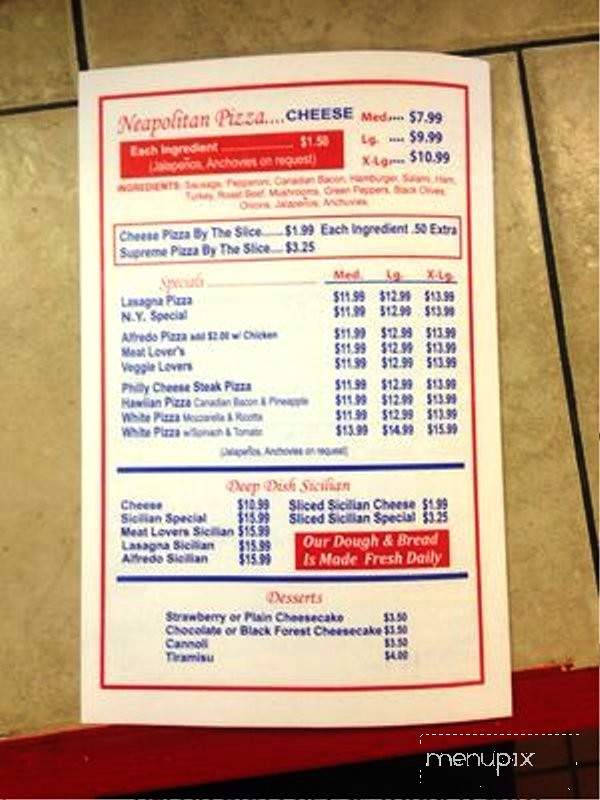 Neapolitan Pizza....CHEESE Med.... $7.99
Lg. .... $9.99
X-Lg.... $10.99
Each Ingredient .................. $1.50
(Jalapeños, Anchovies on request)
INGREDIENTS: Sausage, Pepperoni, Canadian Bacon, Hamburger, Salami, Ham,
Turkey, Roast Beef, Mushrooms, Green Peppers, Black Olives,
Onions, Jalapeños, Anchovies,
Cheese Pizza By The Slice...... $1.99 Each Ingredient .50 Extra
Supreme Pizza By The Slice.... $3.25
Specials Med. Lg. X-Lg.
Lasagna Pizza $11.99 $12.99 $13.99
N.Y. Special $11.99 $12.99 $13.99
Alfredo Pizza add $2.00 w/ Chicken $11.99 $12.99 $13.99
Meat Lover's $11.99 $12.99 $13.99
Veggie Lovers $11.99 $12.99 $13.99
Philly Cheese Steak Pizza $11.99 $12.99 $13.99
Hawiian Pizza Canadian Bacon & Pineapple $11.99 $12.99 $13.99
White Pizza Mozzarella & Ricotta $11.99 $12.99 $13.99
White Pizza w/Spinach & Tomato $13.99 $14.99 $15.99
(Jalapeños, Anchovies on request)
Deep Dish Sicilian
Cheese $10.99 Sliced Sicilian Cheese $1.99
Sicilian Special $15.99 Sliced Sicilian Special $3.25
Meat Lovers Sicilian $15.99
Lasagna Sicilian $15.99
Alfredo Sicilian $15.99
Our Dough & Bread
Is Made Fresh Daily
Desserts
Strawberry or Plain Cheesecake $3.50
Chocolate or Black Forest Cheesecake $3.50
Cannoli $3.50
Tiramisu $4.00
menupix